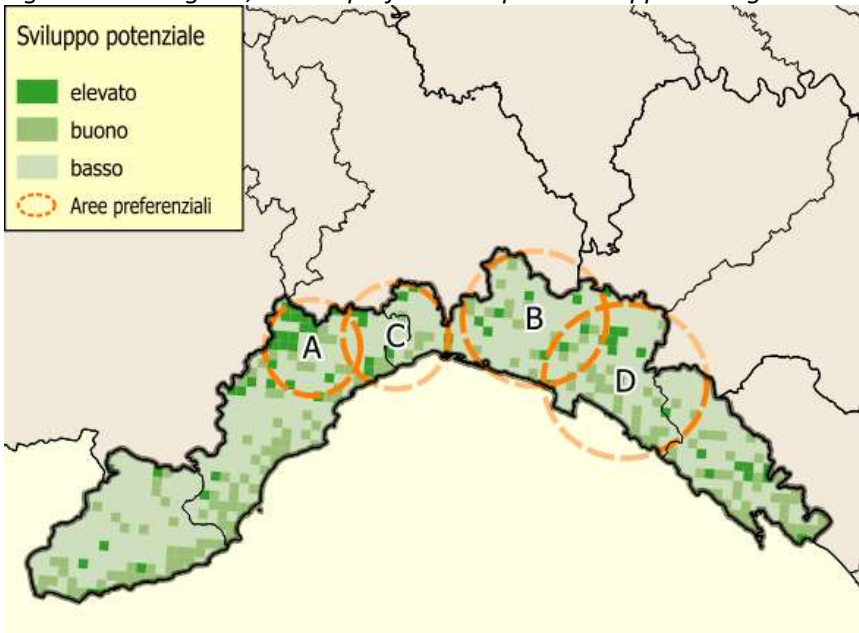 Sviluppo potenziale
elevato
buono
basso
Aree preferenziali
A
C
B
D